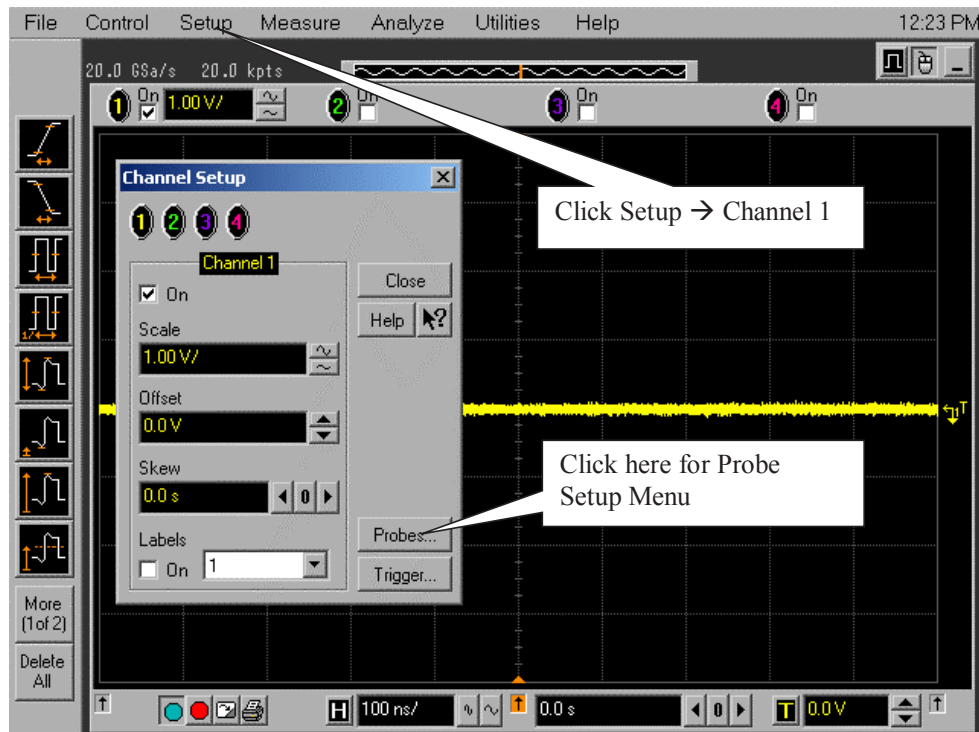 File Control Setup Measure Analyze Utilities Help 12:23 PM
20.0 GSa/s 20.0 kpts
1 On 1.00 V/ 2 On 3 On 4 On
Channel Setup
1 2 3 4
Click Setup → Channel 1
Channel 1
On
Close
Help
Scale
1.00 V/
Offset
0.0 V
T
Skew
0.0 s
0
Click here for Probe
Setup Menu
Labels
On 1
Probes...
Trigger...
More
(1of 2)
Delete
All
H 100 ns/ T 0.0 s 0 T 0.0 V